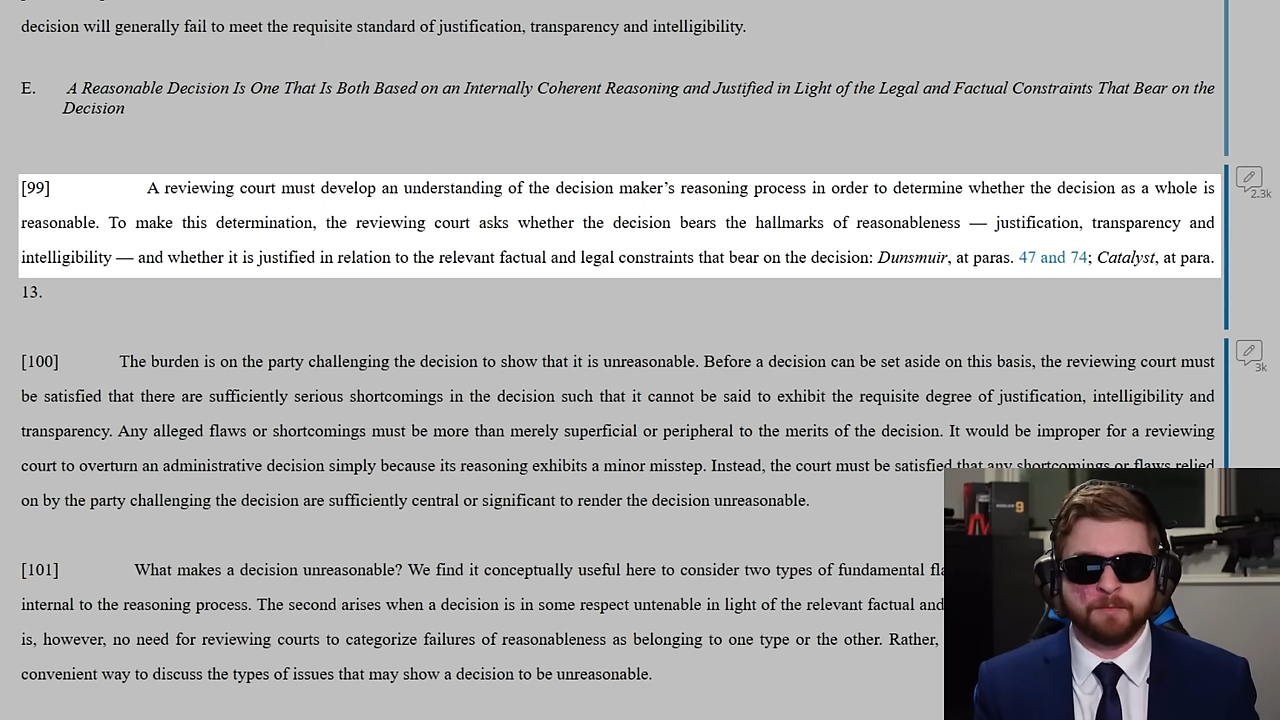 decision will generally fail to meet the requisite standard of justification, transparency and intelligibility.
E. A Reasonable Decision Is One That Is Both Based on an Internally Coherent Reasoning and Justified in Light of the Legal and Factual Constraints That Bear on the
Decision
[99] A reviewing court must develop an understanding of the decision maker’s reasoning process in order to determine whether the decision as a whole is
reasonable. To make this determination, the reviewing court asks whether the decision bears the hallmarks of reasonableness — justification, transparency and
intelligibility — and whether it is justified in relation to the relevant factual and legal constraints that bear on the decision: Dunsmuir, at paras. 47 and 74; Catalyst, at para.
13.
2.3k
[100] The burden is on the party challenging the decision to show that it is unreasonable. Before a decision can be set aside on this basis, the reviewing court must
be satisfied that there are sufficiently serious shortcomings in the decision such that it cannot be said to exhibit the requisite degree of justification, intelligibility and
transparency. Any alleged flaws or shortcomings must be more than merely superficial or peripheral to the merits of the decision. It would be improper for a reviewing
court to overturn an administrative decision simply because its reasoning exhibits a minor misstep. Instead, the court must be satisfied that any shortcomings or flaws relied
on by the party challenging the decision are sufficiently central or significant to render the decision unreasonable.
3k
[101] What makes a decision unreasonable? We find it conceptually useful here to consider two types of fundamental fla
internal to the reasoning process. The second arises when a decision is in some respect untenable in light of the relevant factual and
is, however, no need for reviewing courts to categorize failures of reasonableness as belonging to one type or the other. Rather,
convenient way to discuss the types of issues that may show a decision to be unreasonable.
9